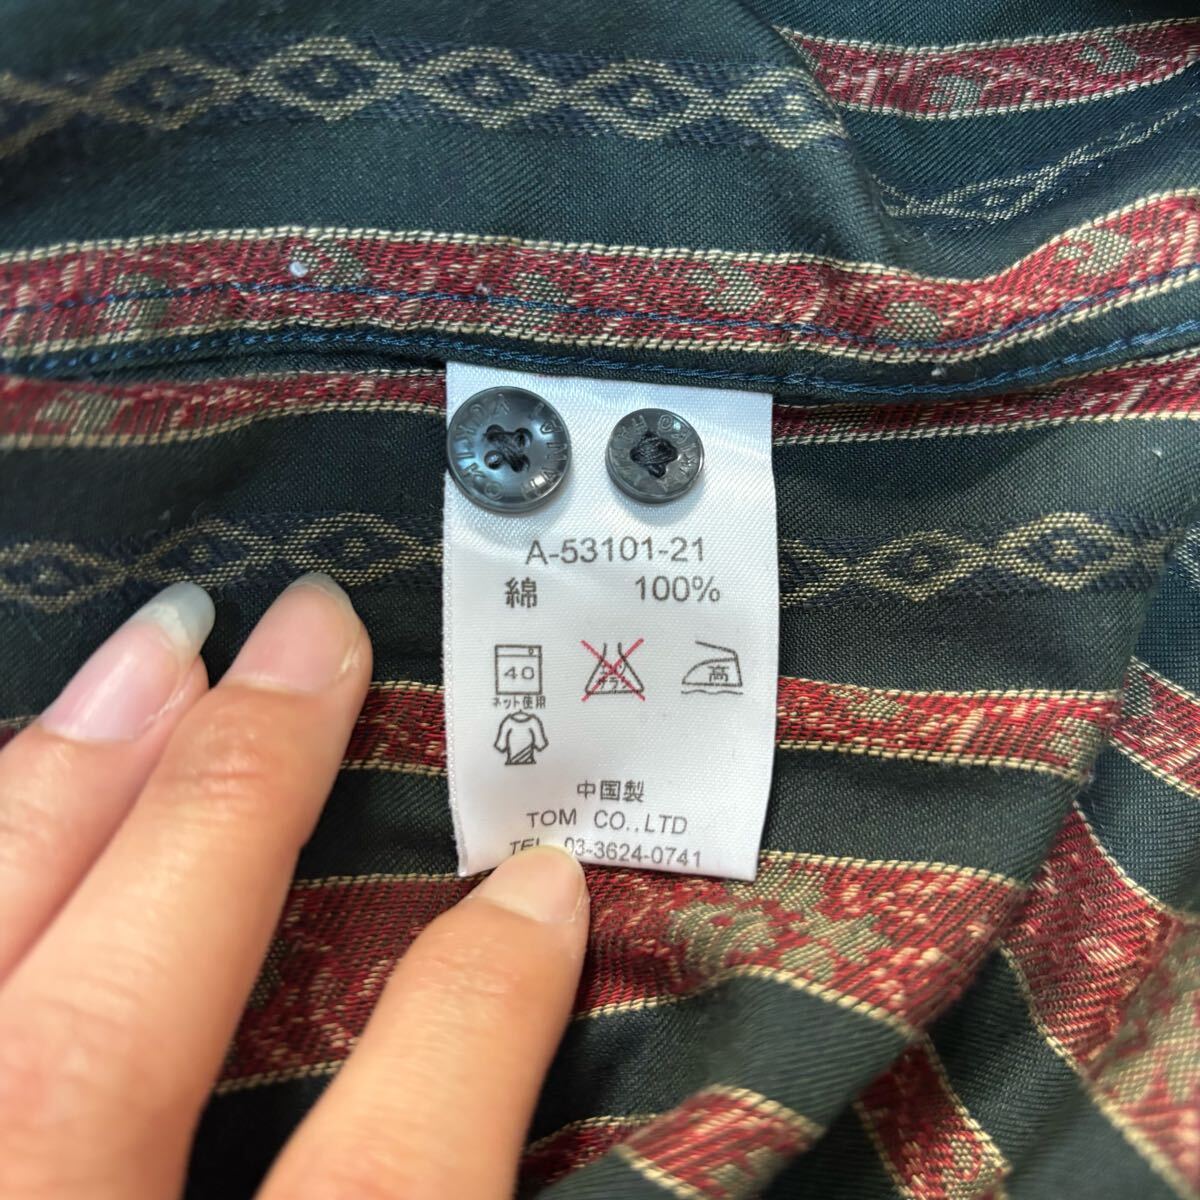 A-53101-21
綿 100%
40
高
ネット使用
中国製
TOM CO.,LTD
TEL 03-3624-0741